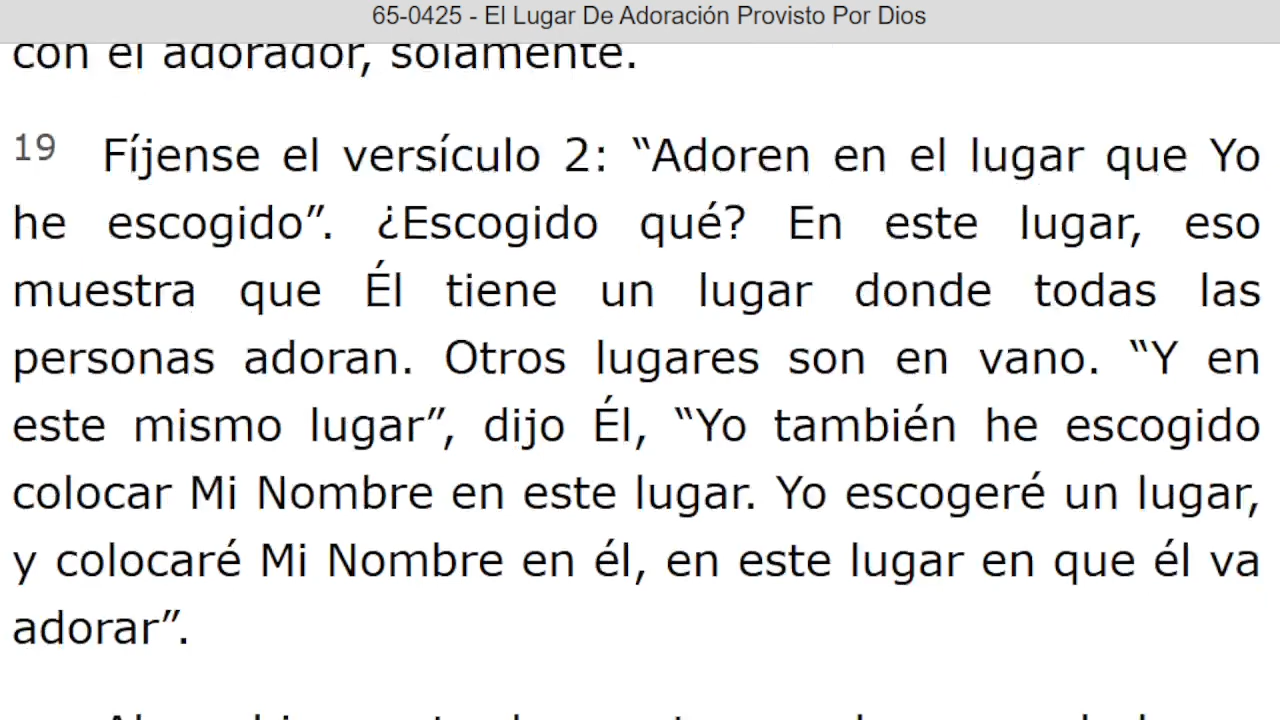 65-0425 - El Lugar De Adoración Provisto Por Dios
con el adorador, solamente.
19 Fíjense el versículo 2: “Adoren en el lugar que Yo
he escogido”. ¿Escogido qué? En este lugar, eso
muestra que Él tiene un lugar donde todas las
personas adoran. Otros lugares son en vano. “Y en
este mismo lugar”, dijo Él, “Yo también he escogido
colocar Mi Nombre en este lugar. Yo escogeré un lugar,
y colocaré Mi Nombre en él, en este lugar en que él va
adorar”.